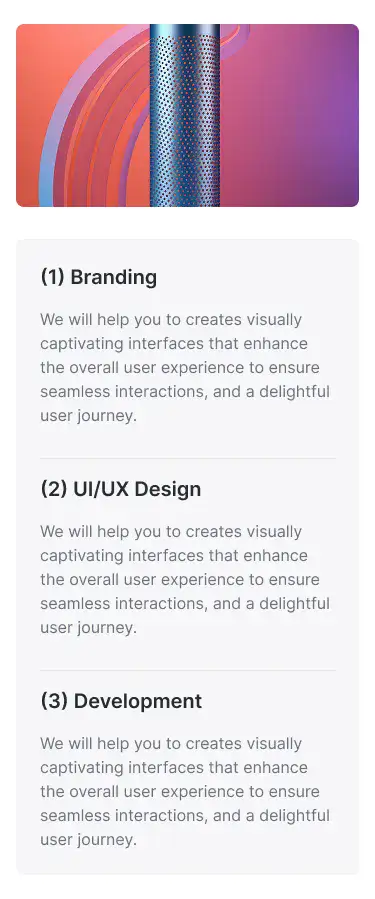 (1) Branding
We will help you to creates visually
captivating interfaces that enhance
the overall user experience to ensure
seamless interactions, and a delightful
user journey.
(2) UI/UX Design
We will help you to creates visually
captivating interfaces that enhance
the overall user experience to ensure
seamless interactions, and a delightful
user journey.
(3) Development
We will help you to creates visually
captivating interfaces that enhance
the overall user experience to ensure
seamless interactions, and a delightful
user journey.